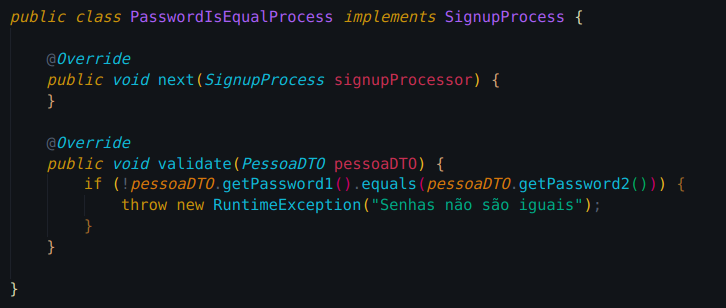 public class PasswordIsEqualProcess implements SignupProcess {
@Override
public void next(SignupProcess signupProcessor) {
}
@Override
public void validate(PessoaDTO pessoaDTO) {
if (!pessoaDTO.getPassword1().equals(pessoaDTO.getPassword2())) {
throw new RuntimeException("Senhas não são iguais");
}
}
}